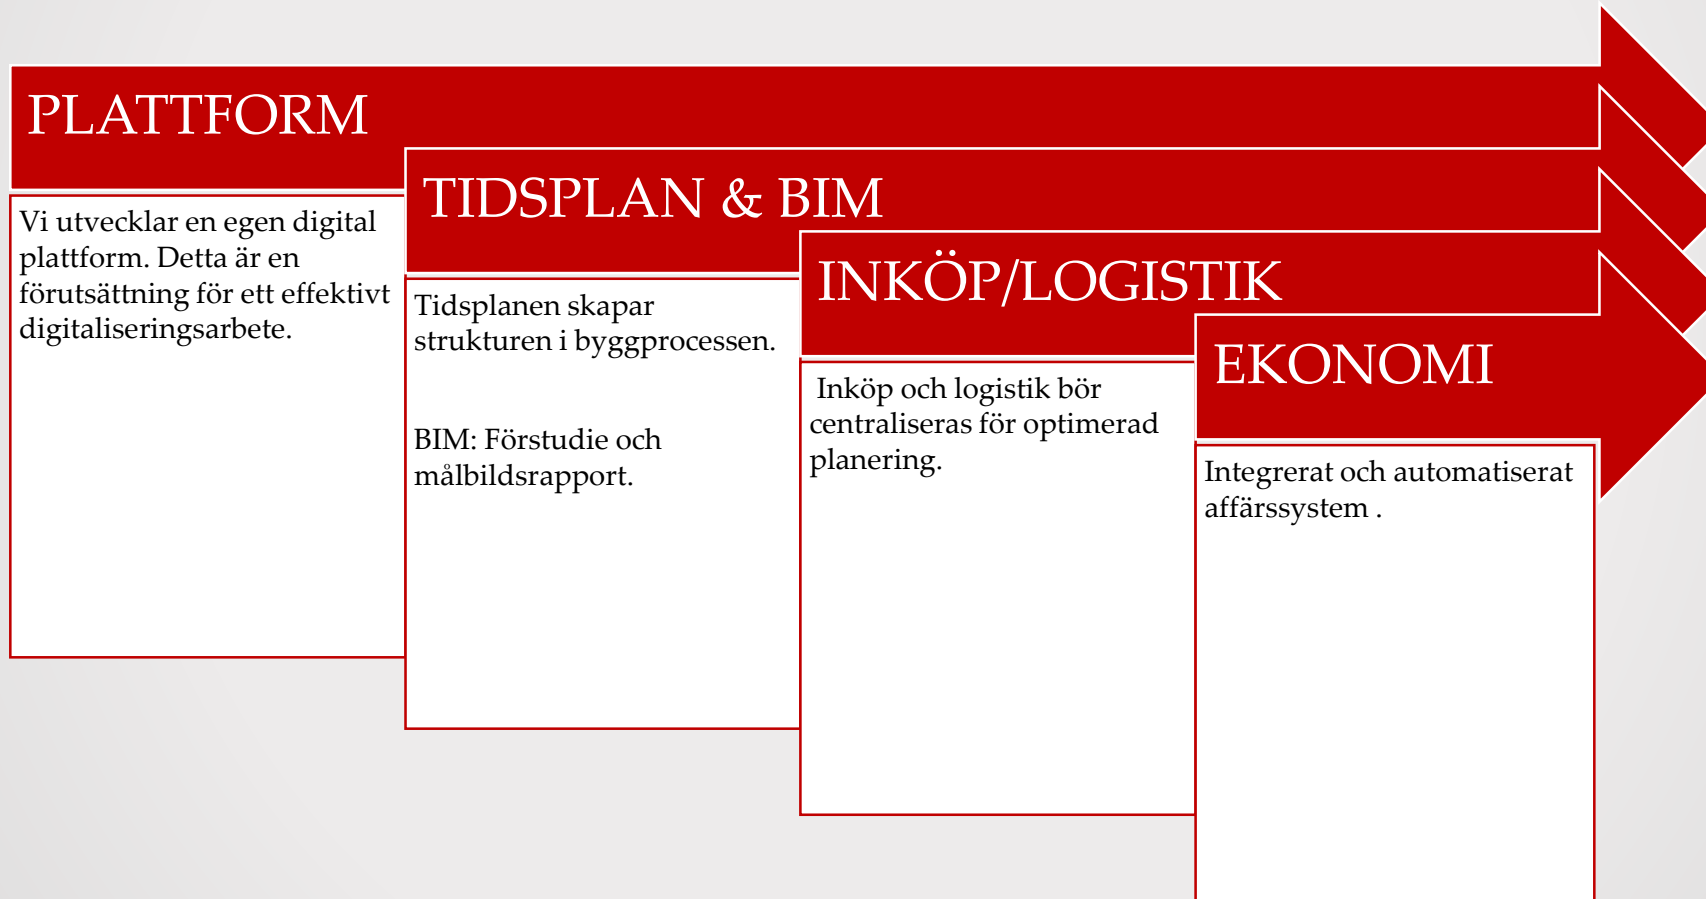 PLATTFORM
Vi utvecklar en egen digital
plattform. Detta är en
förutsättning för ett effektivt
digitaliseringsarbete.
TIDSPLAN & BIM
Tidsplanen skapar
strukturen i byggprocessen.
BIM: Förstudie och
målbildsrapport.
INKÖP/LOGISTIK
Inköp och logistik bör
centraliseras för optimerad
planering.
EKONOMI
Integrerat och automatiserat
affärssystem .